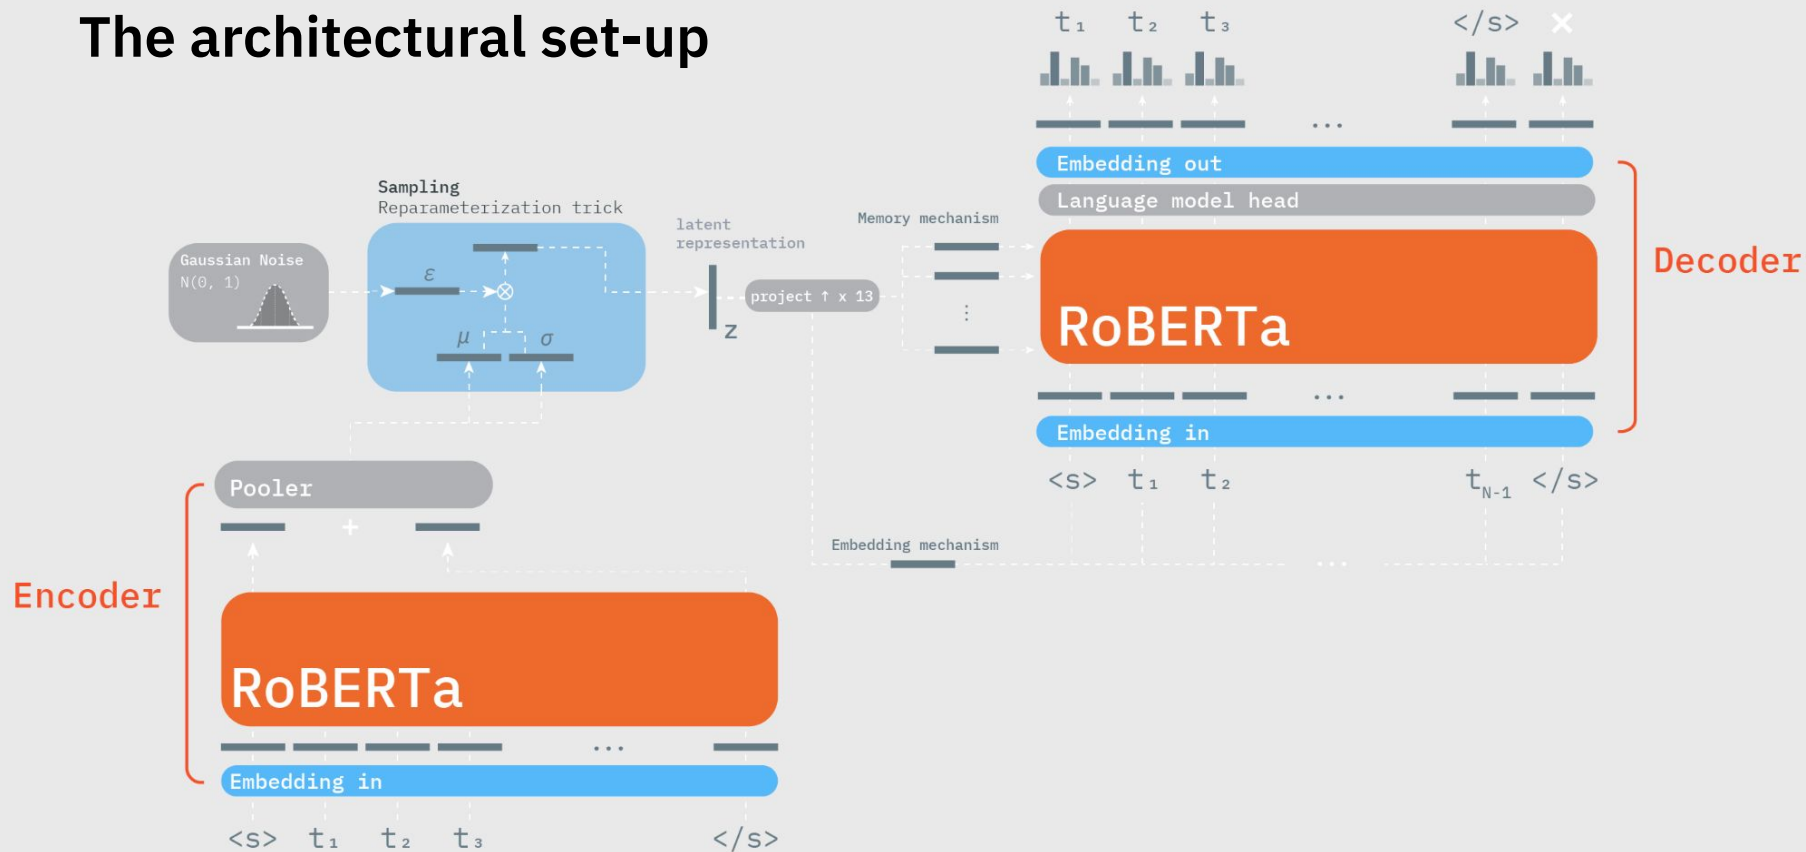 The architectural set-up
t₁ t₂ t₃ </s> ×
...
Embedding out
Language model head
RoBERTa
Decoder
...
Embedding in
<s> t₁ t₂ t_N-1 </s>
Sampling
Reparameterization trick
Gaussian Noise
N(0, 1)
ε
μ σ
latent
representation
z
project ↑ x 13
Memory mechanism
⋮
Embedding mechanism
...
Pooler
+
Encoder
RoBERTa
...
Embedding in
<s> t₁ t₂ t₃ </s>